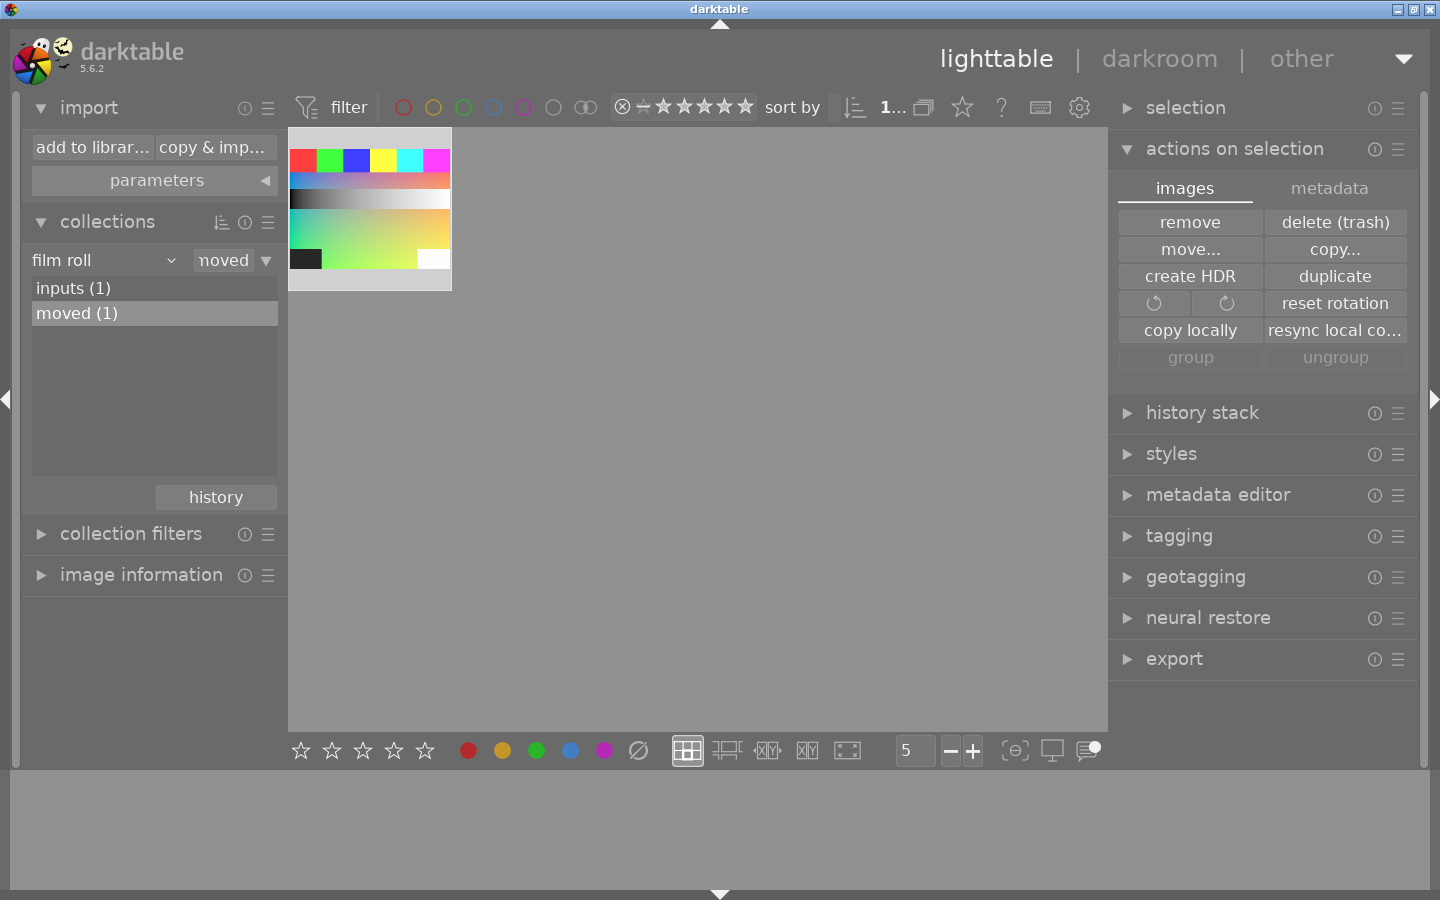 darktable
darktable
5.6.2
lighttable | darkroom | other
import
add to librar... copy & imp...
parameters
collections
film roll moved
inputs (1)
moved (1)
history
collection filters
image information
filter
sort by
1...
selection
actions on selection
images metadata
remove delete (trash)
move... copy...
create HDR duplicate
reset rotation
copy locally resync local co...
group ungroup
history stack
styles
metadata editor
tagging
geotagging
neural restore
export
5